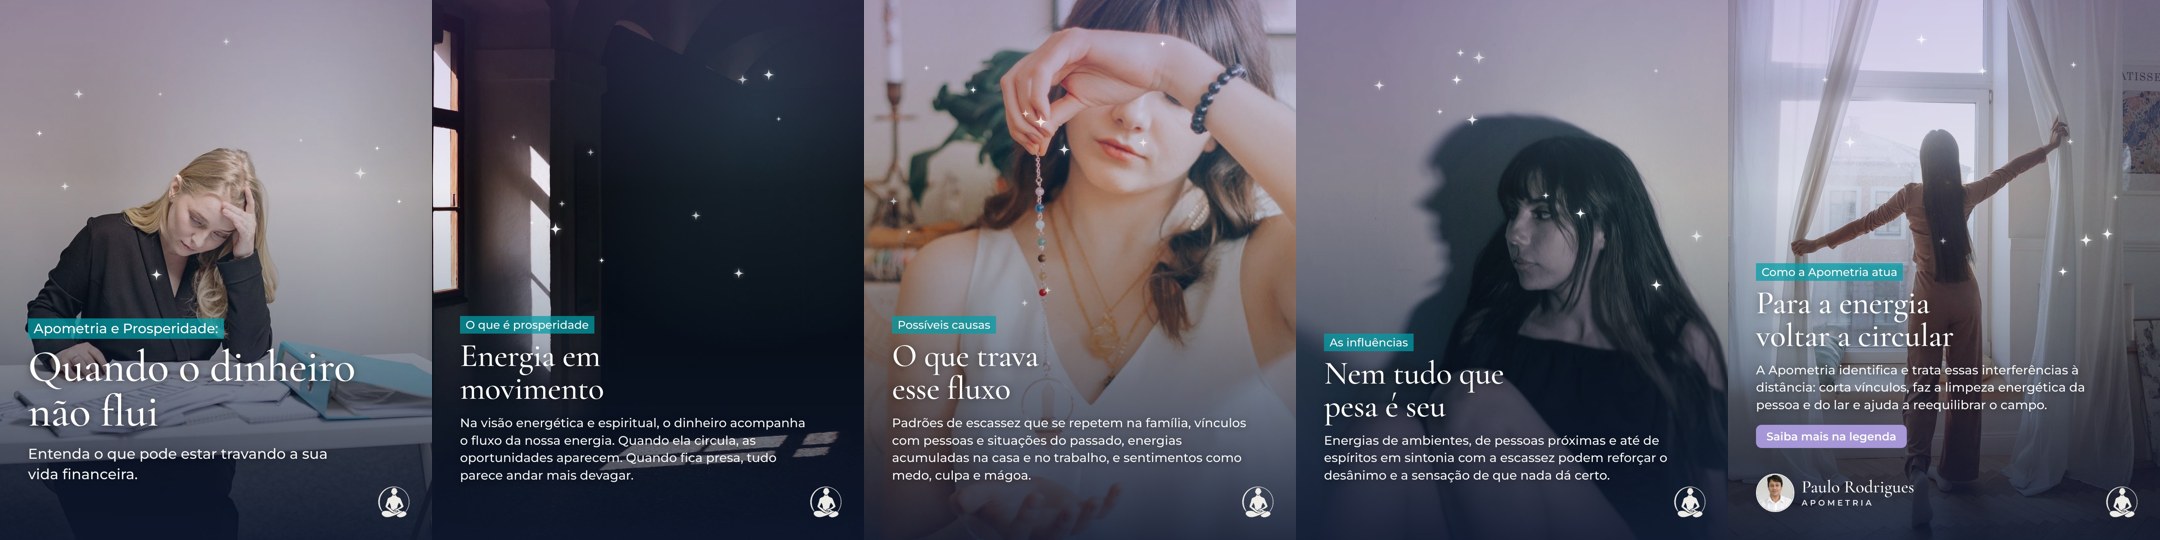 Apometria e Prosperidade:
Quando o dinheiro
não flui
Entenda o que pode estar travando a sua
vida financeira.
O que é prosperidade
Energia em
movimento
Na visão energética e espiritual, o dinheiro acompanha
o fluxo da nossa energia. Quando ela circula, as
oportunidades aparecem. Quando fica presa, tudo
parece andar mais devagar.
Possíveis causas
O que trava
esse fluxo
Padrões de escassez que se repetem na família, vínculos
com pessoas e situações do passado, energias
acumuladas na casa e no trabalho, e sentimentos como
medo, culpa e mágoa.
As influências
Nem tudo que
pesa é seu
Energias de ambientes, de pessoas próximas e até de
espíritos em sintonia com a escassez podem reforçar o
desânimo e a sensação de que nada dá certo.
Como a Apometria atua
Para a energia
voltar a circular
A Apometria identifica e trata essas interferências à
distância: corta vínculos, faz a limpeza energética da
pessoa e do lar e ajuda a reequilibrar o campo.
Saiba mais na legenda
Paulo Rodrigues
APOMETRIA